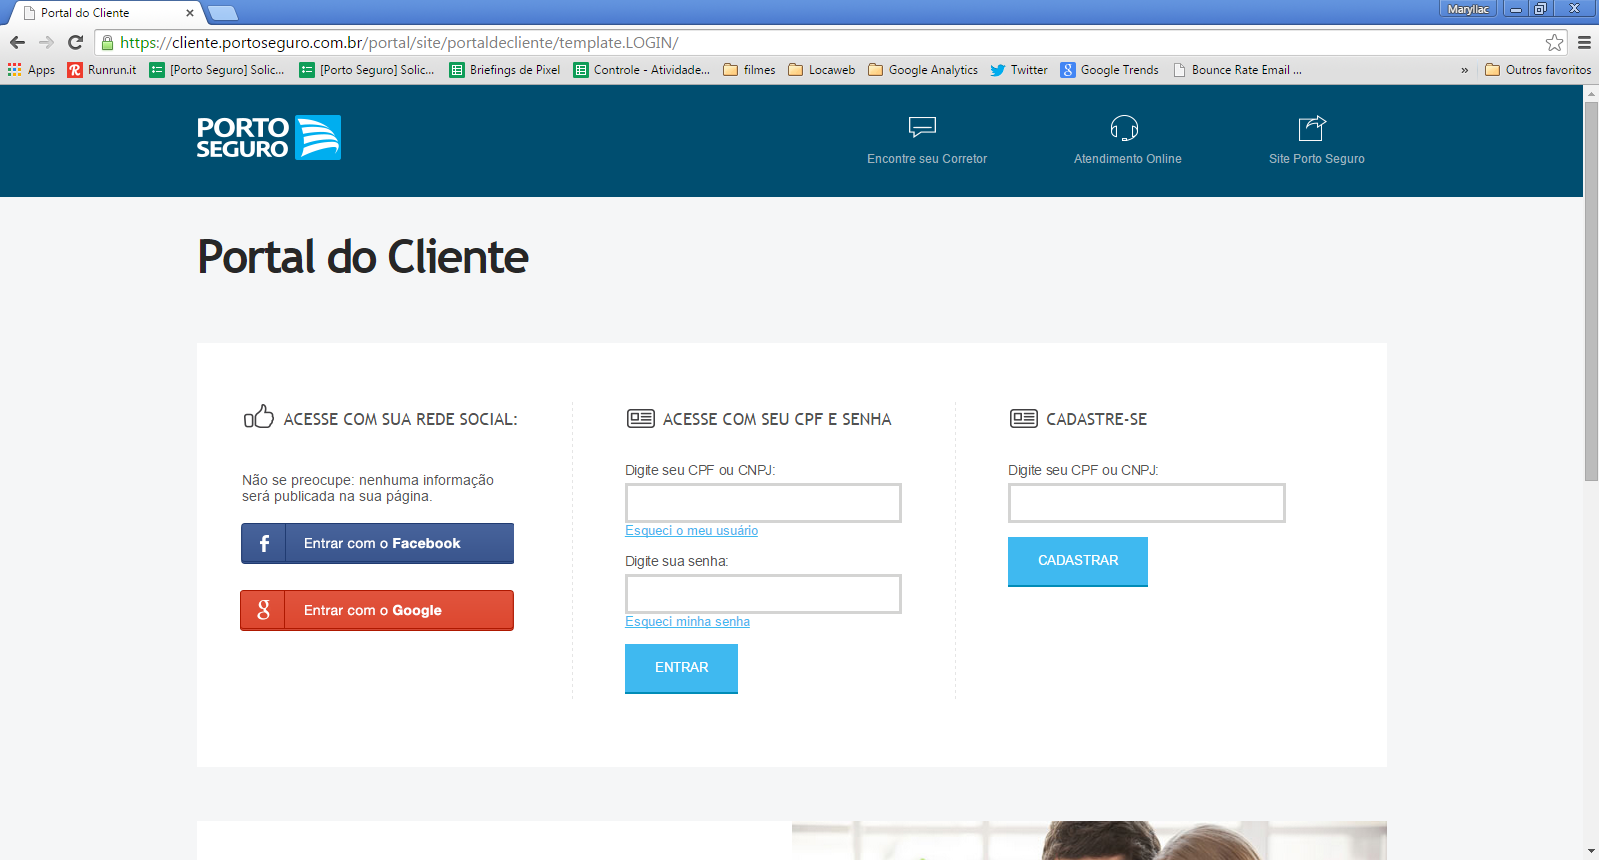 Portal do Cliente
Maryllac
https://cliente.portoseguro.com.br/portal/site/portaldecliente/template.LOGIN/
Apps
Runrun.it
[Porto Seguro] Solic...
[Porto Seguro] Solic...
Briefings de Pixel
Controle - Atividade...
filmes
Locaweb
Google Analytics
Twitter
Google Trends
Bounce Rate Email ...
»
Outros favoritos
PORTO
SEGURO
Encontre seu Corretor
Atendimento Online
Site Porto Seguro
Portal do Cliente
ACESSE COM SUA REDE SOCIAL:
Não se preocupe: nenhuma informação
será publicada na sua página.
f Entrar com o Facebook
g Entrar com o Google
ACESSE COM SEU CPF E SENHA
Digite seu CPF ou CNPJ:
Esqueci o meu usuário
Digite sua senha:
Esqueci minha senha
ENTRAR
CADASTRE-SE
Digite seu CPF ou CNPJ:
CADASTRAR